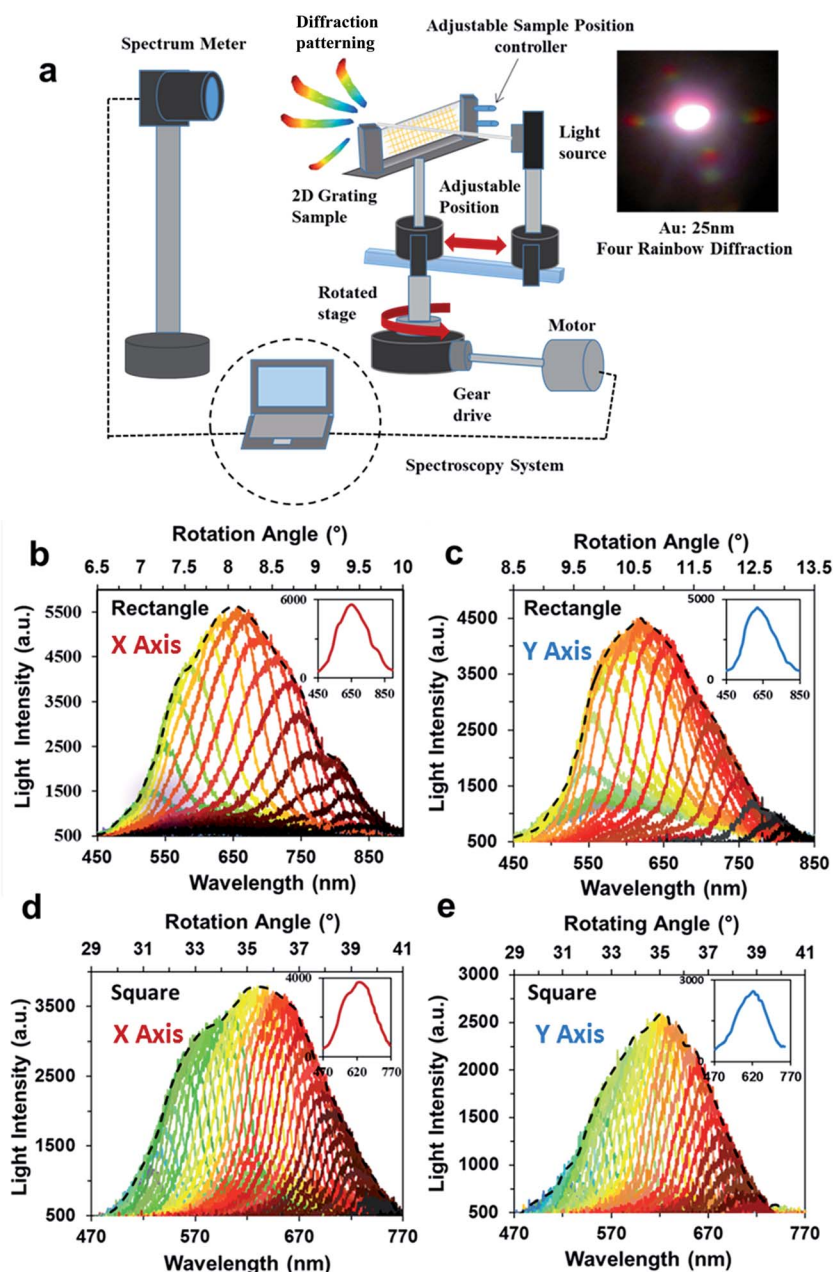 a
Spectrum Meter
Diffraction
patterning
Adjustable Sample Position
controller
Light
source
2D Grating
Sample
Adjustable
Position
Au: 25nm
Four Rainbow Diffraction
Rotated
stage
Motor
Gear
drive
Spectroscopy System
b
Rotation Angle (°)
6.5 7 7.5 8 8.5 9 9.5 10
Light Intensity (a.u.)
5500
4500
3500
2500
1500
500
Rectangle
X Axis
6000
0
450 650 850
450 550 650 750 850
Wavelength (nm)
c
Rotation Angle (°)
8.5 9.5 10.5 11.5 12.5 13.5
Light Intensity (a.u.)
4500
3500
2500
1500
500
Rectangle
Y Axis
5000
0
450 650 850
450 550 650 750 850
Wavelength (nm)
d
Rotation Angle (°)
29 31 33 35 37 39 41
Light Intensity (a.u.)
3500
2500
1500
500
Square
X Axis
4000
0
470 620 770
470 570 670 770
Wavelength (nm)
e
Rotating Angle (°)
29 31 33 35 37 39 41
Light Intensity (a.u.)
3000
2500
2000
1500
1000
500
Square
Y Axis
3000
0
470 620 770
470 570 670 770
Wavelength (nm)